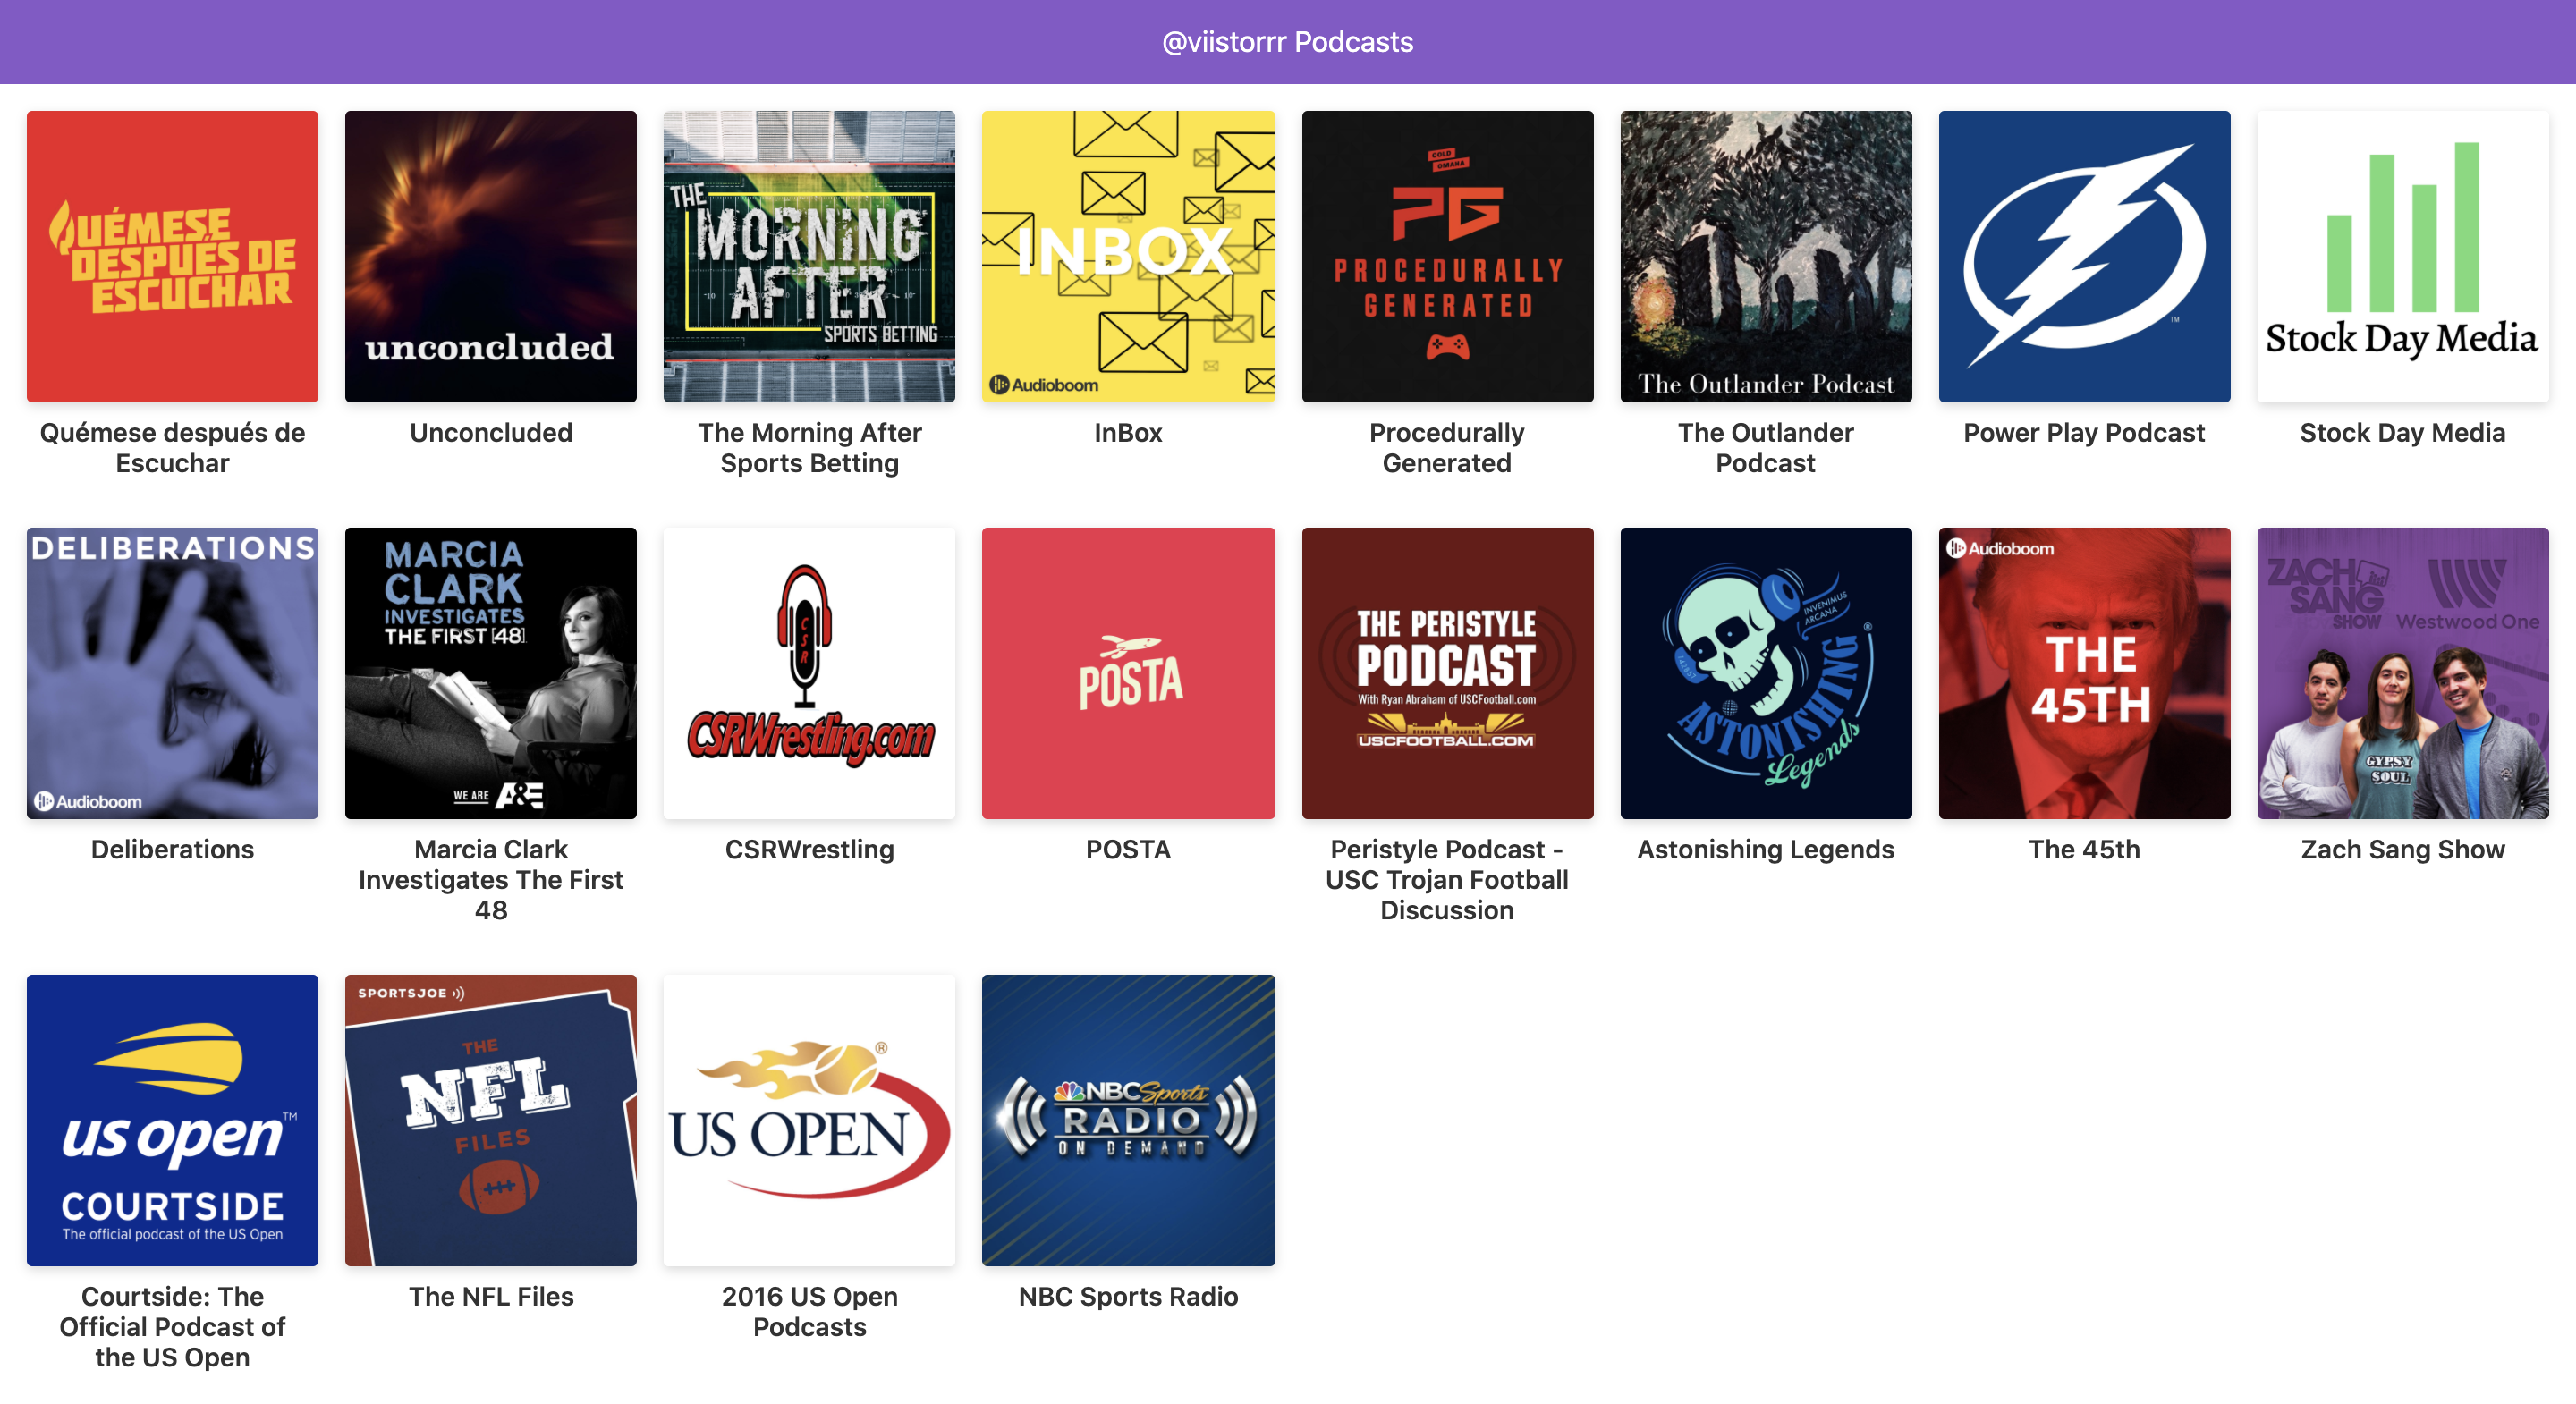 @viistorrr Podcasts
QUÉMESE
DESPUÉS DE
ESCUCHAR
Quémese después de
Escuchar
unconcluded
Unconcluded
THE
MORNING
AFTER
SPORTS BETTING
The Morning After
Sports Betting
INBOX
Audioboom
InBox
COLD
OMAHA
PG
PROCEDURALLY
GENERATED
Procedurally
Generated
The Outlander Podcast
The Outlander
Podcast
TM
Power Play Podcast
Stock Day Media
Stock Day Media
DELIBERATIONS
Audioboom
Deliberations
MARCIA
CLARK
INVESTIGATES
THE FIRST [48]
WE ARE A&E
Marcia Clark
Investigates The First
48
CSR
CSRWrestling.com
CSRWrestling
POSTA
POSTA
THE PERISTYLE
PODCAST
With Ryan Abraham of USCFootball.com
USCFOOTBALL.COM
Peristyle Podcast -
USC Trojan Football
Discussion
INVENIMUS
ARCANA
®
ASTONISHING
Legends
Astonishing Legends
Audioboom
THE
45TH
The 45th
ZACH
SANG
SHOW
Westwood One
GYPSY
SOUL
Zach Sang Show
us open™
COURTSIDE
The official podcast of the US Open
Courtside: The
Official Podcast of
the US Open
SPORTSJOE
THE
NFL
FILES
The NFL Files
®
US OPEN
2016 US Open
Podcasts
NBC Sports
RADIO
ON DEMAND
NBC Sports Radio